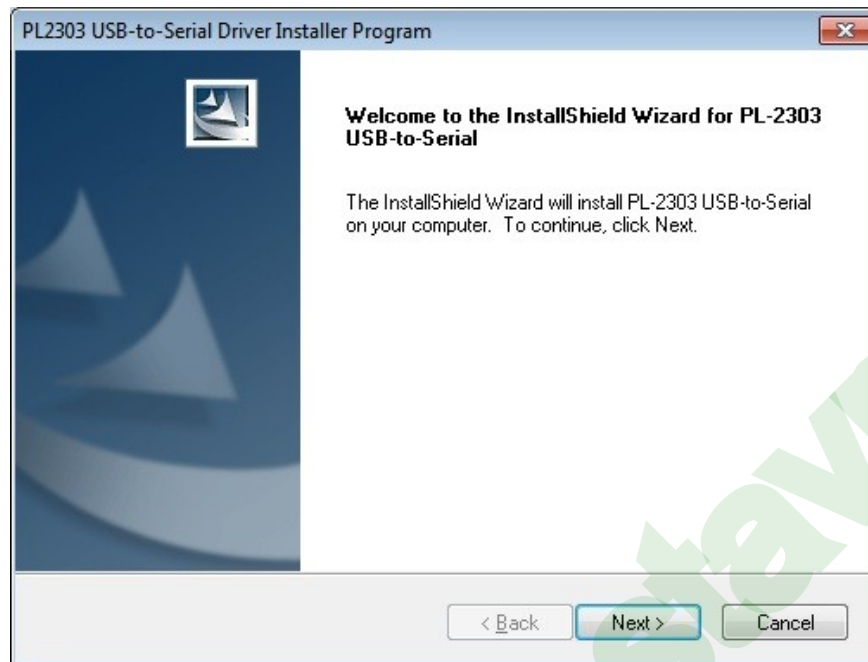 PL2303 USB-to-Serial Driver Installer Program
Welcome to the InstallShield Wizard for PL-2303
USB-to-Serial
The InstallShield Wizard will install PL-2303 USB-to-Serial
on your computer. To continue, click Next.
< Back
Next >
Cancel